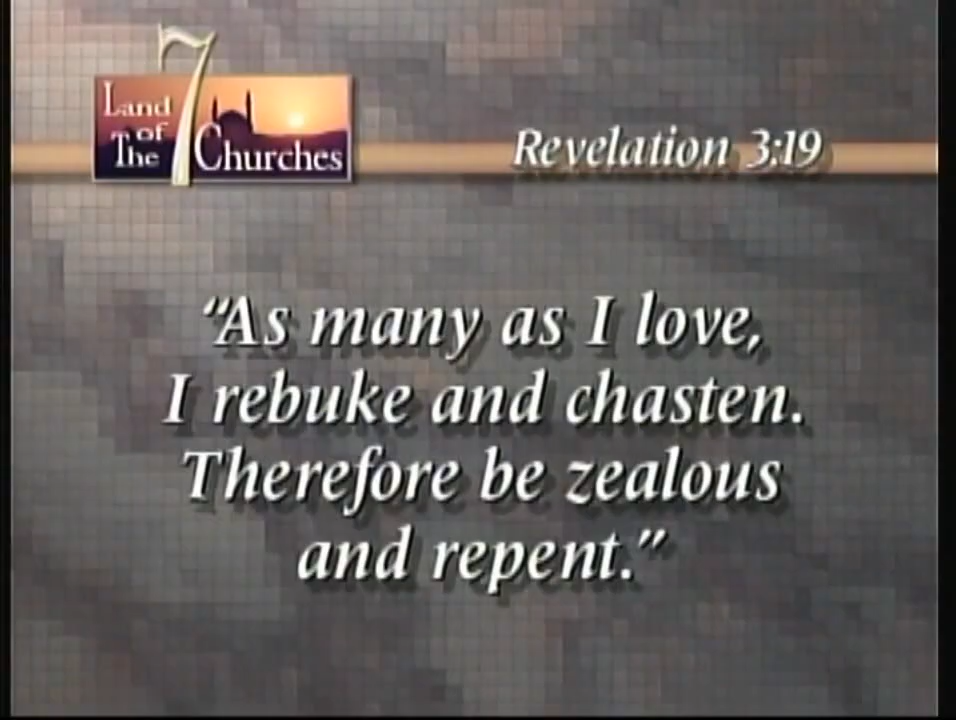 Land
of
The
7
Churches
Revelation 3:19
“As many as I love,
I rebuke and chasten.
Therefore be zealous
and repent.”